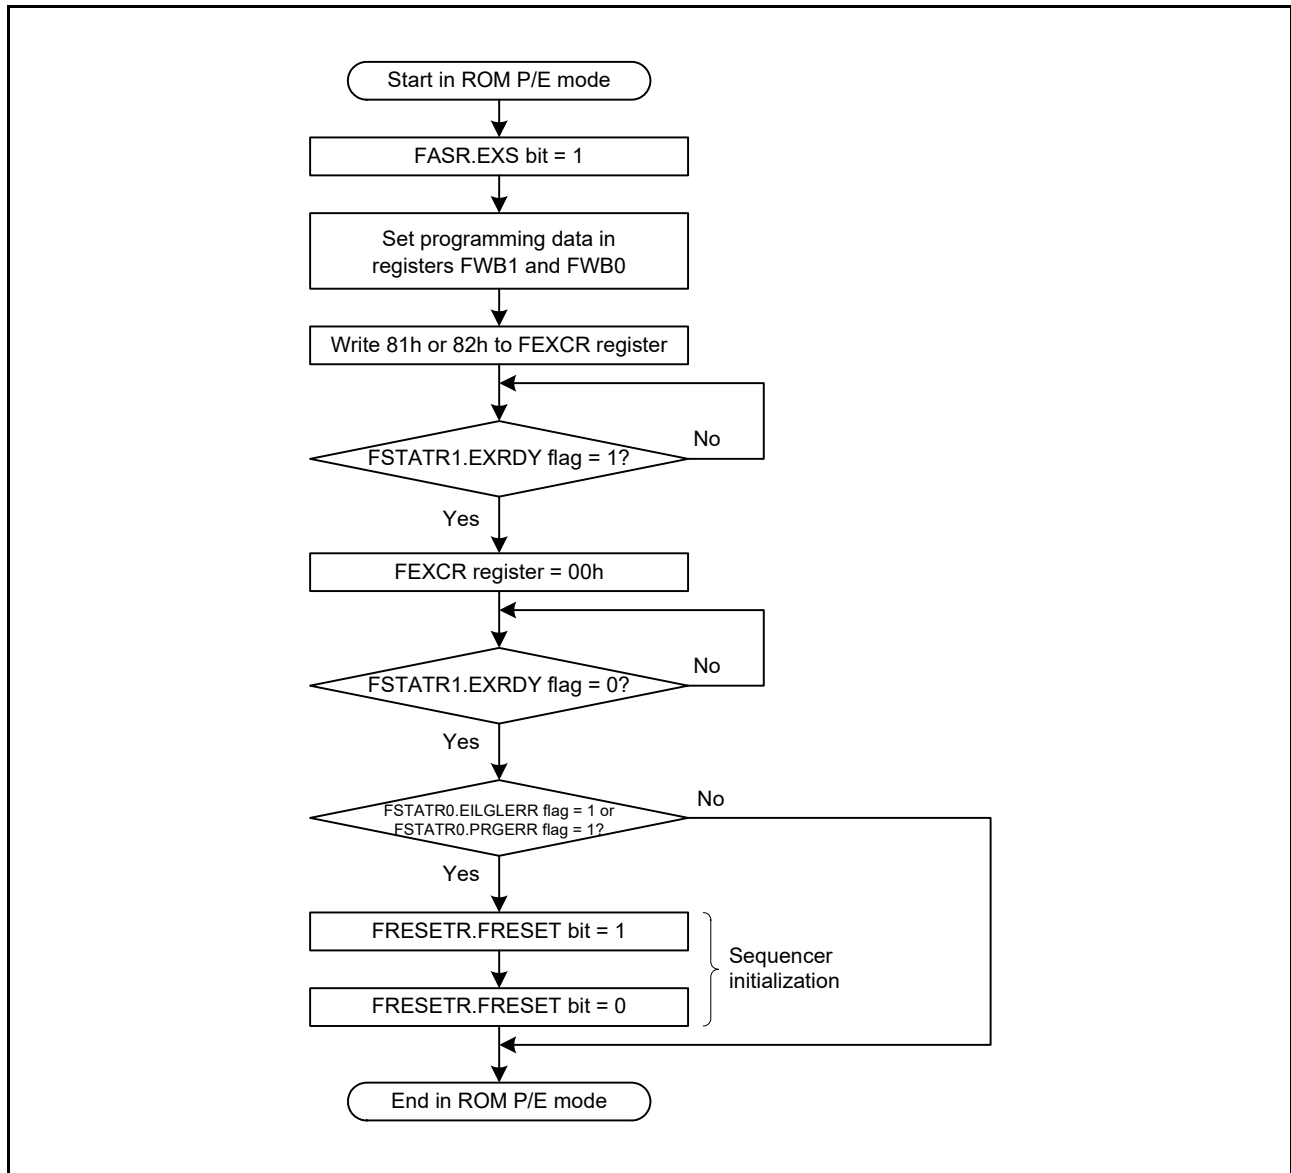 Start in ROM P/E mode
FASR.EXS bit = 1
Set programming data in
registers FWB1 and FWB0
Write 81h or 82h to FEXCR register
FSTATR1.EXRDY flag = 1?
No
Yes
FEXCR register = 00h
FSTATR1.EXRDY flag = 0?
No
Yes
FSTATR0.EILGLERR flag = 1 or
FSTATR0.PRGERR flag = 1?
No
Yes
FRESETR.FRESET bit = 1
FRESETR.FRESET bit = 0
Sequencer
initialization
End in ROM P/E mode